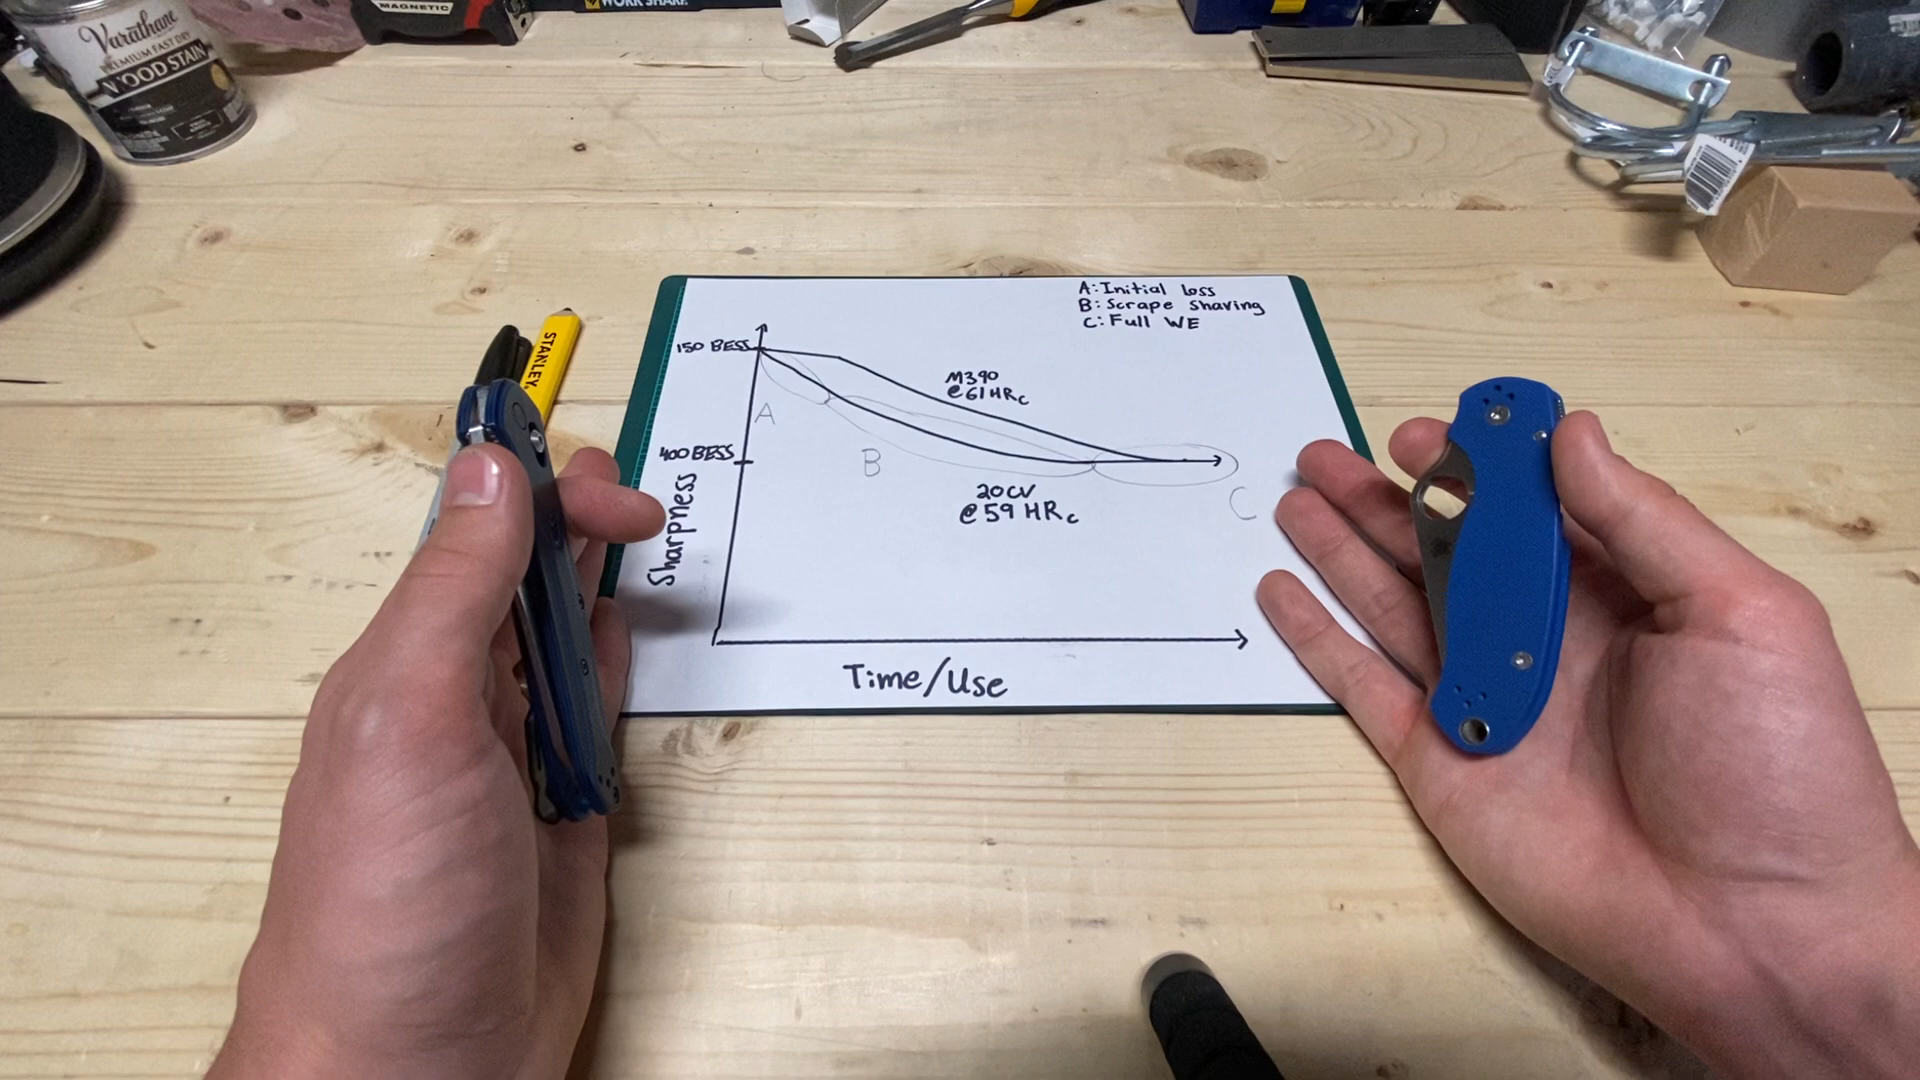 Varathane
PREMIUM FAST DRY
WOOD STAIN
MAGNETIC
WORK SHARP
STANLEY
A: Initial Loss
B: Scrape Shaving
C: Full WE
150 BESS
M390
@ 61 HRc
A
400 BESS
B
20CV
@ 59 HRc
C
Sharpness
Time/Use